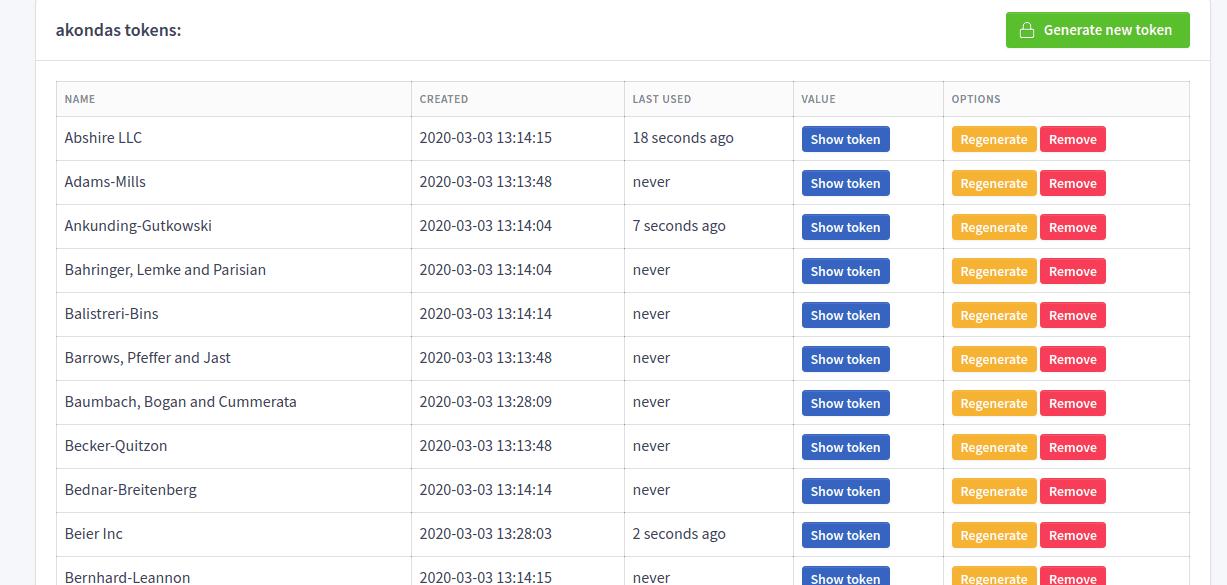 akondas tokens:
Generate new token
NAME CREATED LAST USED VALUE OPTIONS
Abshire LLC 2020-03-03 13:14:15 18 seconds ago Show token Regenerate Remove
Adams-Mills 2020-03-03 13:13:48 never Show token Regenerate Remove
Ankunding-Gutkowski 2020-03-03 13:14:04 7 seconds ago Show token Regenerate Remove
Bahringer, Lemke and Parisian 2020-03-03 13:14:04 never Show token Regenerate Remove
Balistreri-Bins 2020-03-03 13:14:14 never Show token Regenerate Remove
Barrows, Pfeffer and Jast 2020-03-03 13:13:48 never Show token Regenerate Remove
Baumbach, Bogan and Cummerata 2020-03-03 13:28:09 never Show token Regenerate Remove
Becker-Quitzon 2020-03-03 13:13:48 never Show token Regenerate Remove
Bednar-Breitenberg 2020-03-03 13:14:14 never Show token Regenerate Remove
Beier Inc 2020-03-03 13:28:03 2 seconds ago Show token Regenerate Remove
Bernhard-Leannon 2020-03-03 13:14:15 never Show token Regenerate Remove